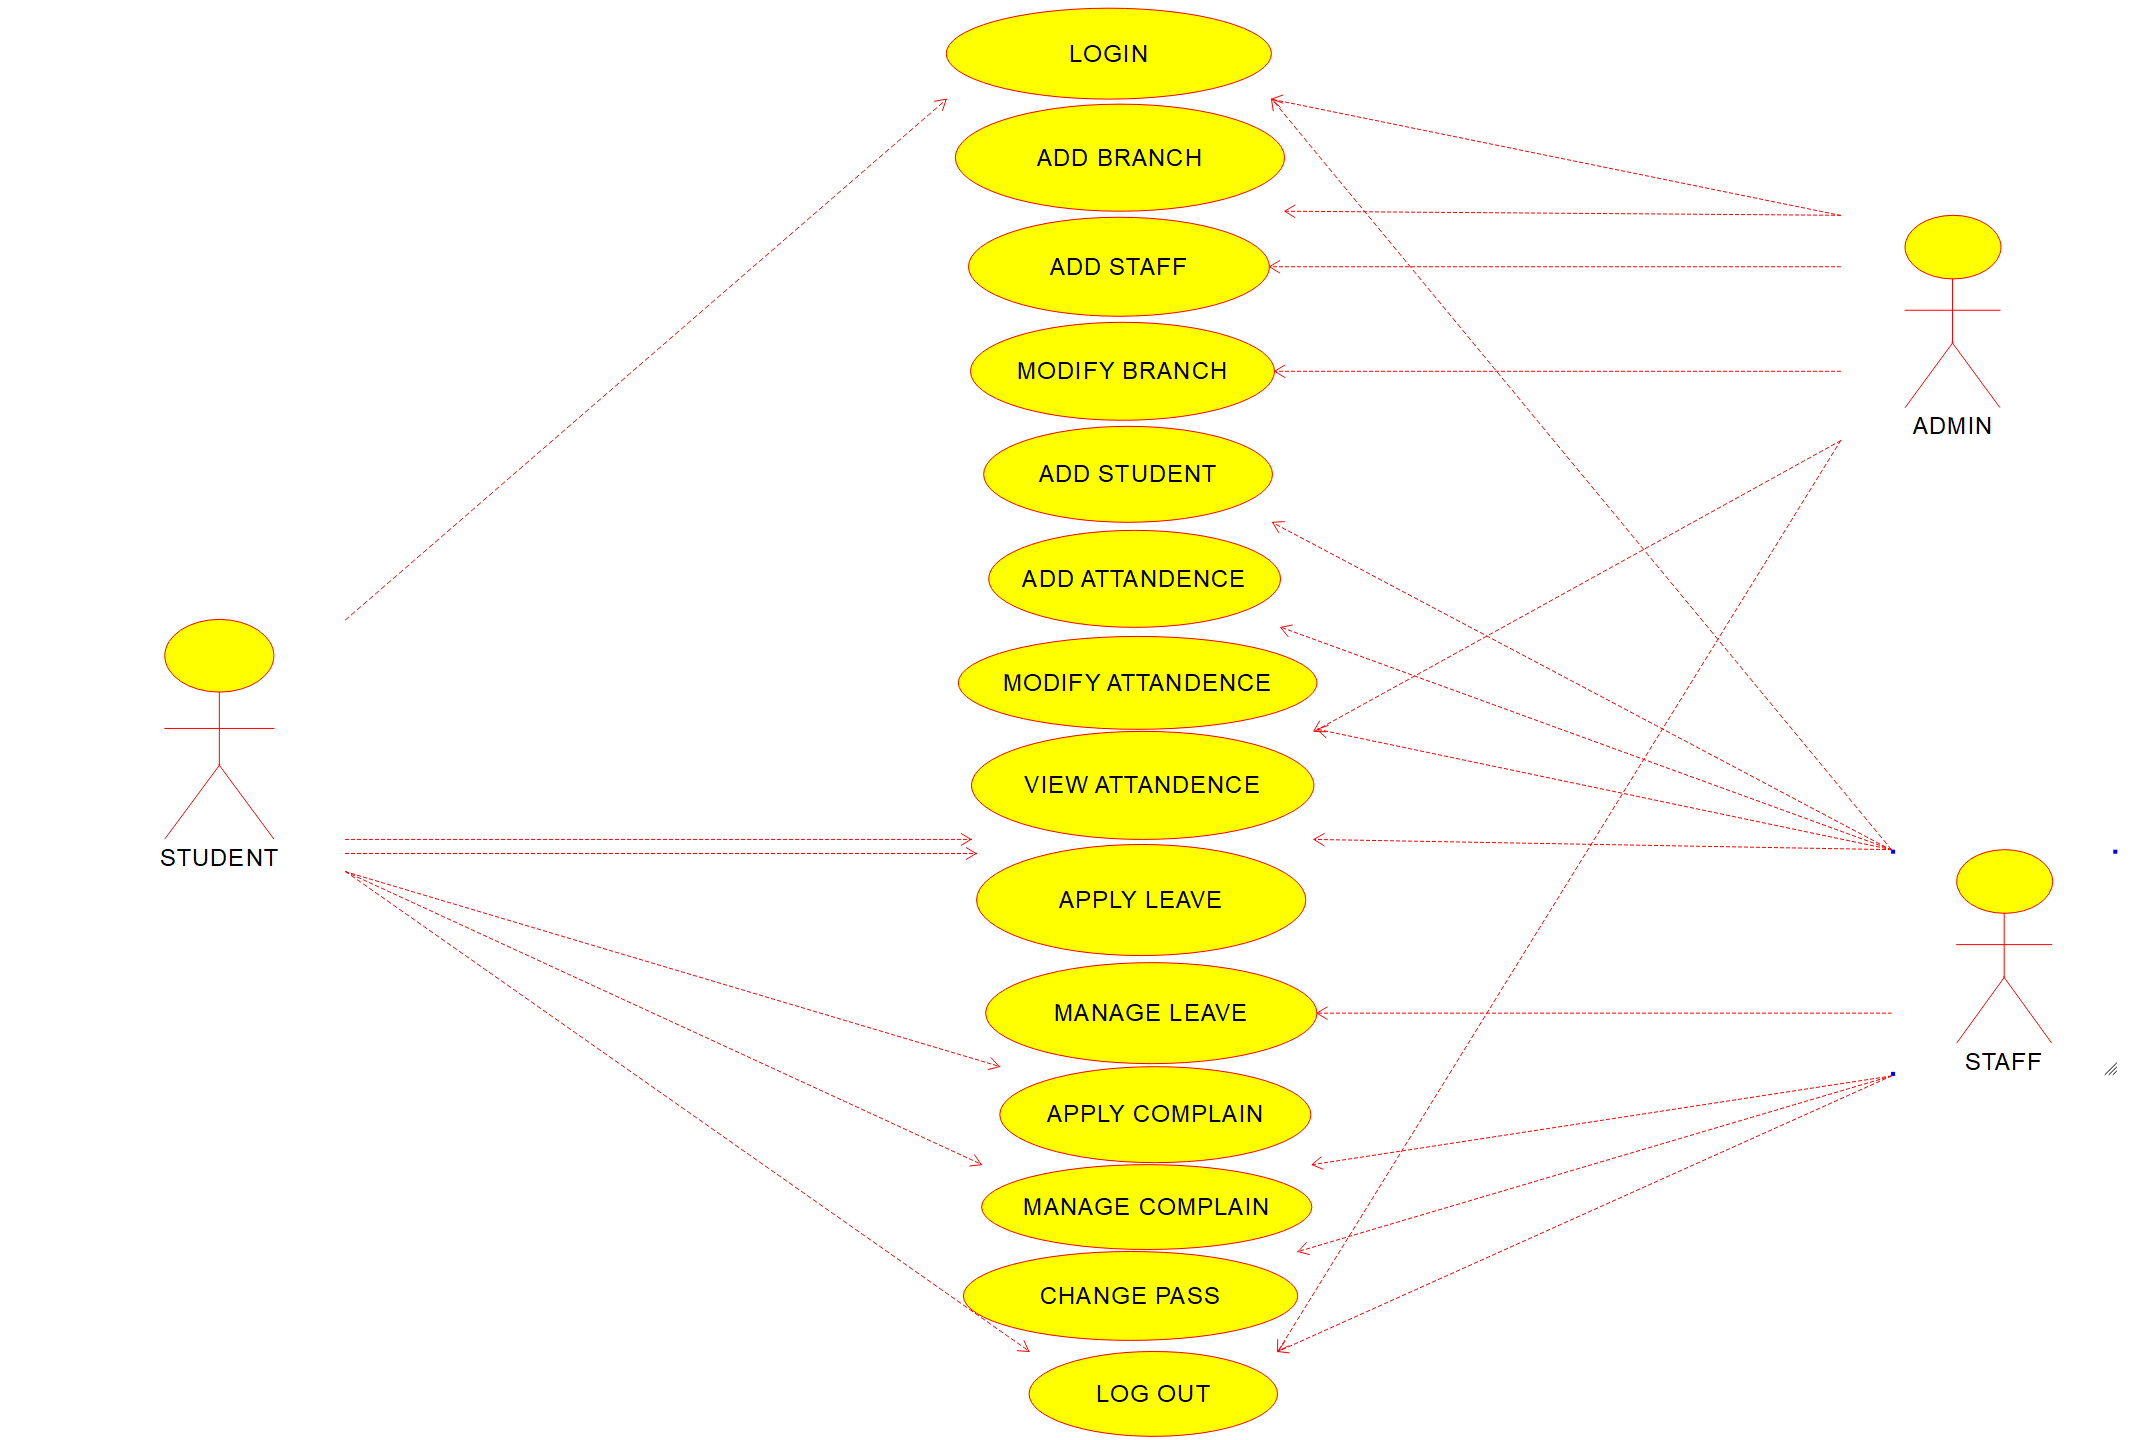 LOGIN
ADD BRANCH
ADD STAFF
MODIFY BRANCH
ADMIN
ADD STUDENT
ADD ATTANDENCE
MODIFY ATTANDENCE
VIEW ATTANDENCE
STUDENT
APPLY LEAVE
MANAGE LEAVE
STAFF
APPLY COMPLAIN
MANAGE COMPLAIN
CHANGE PASS
LOG OUT